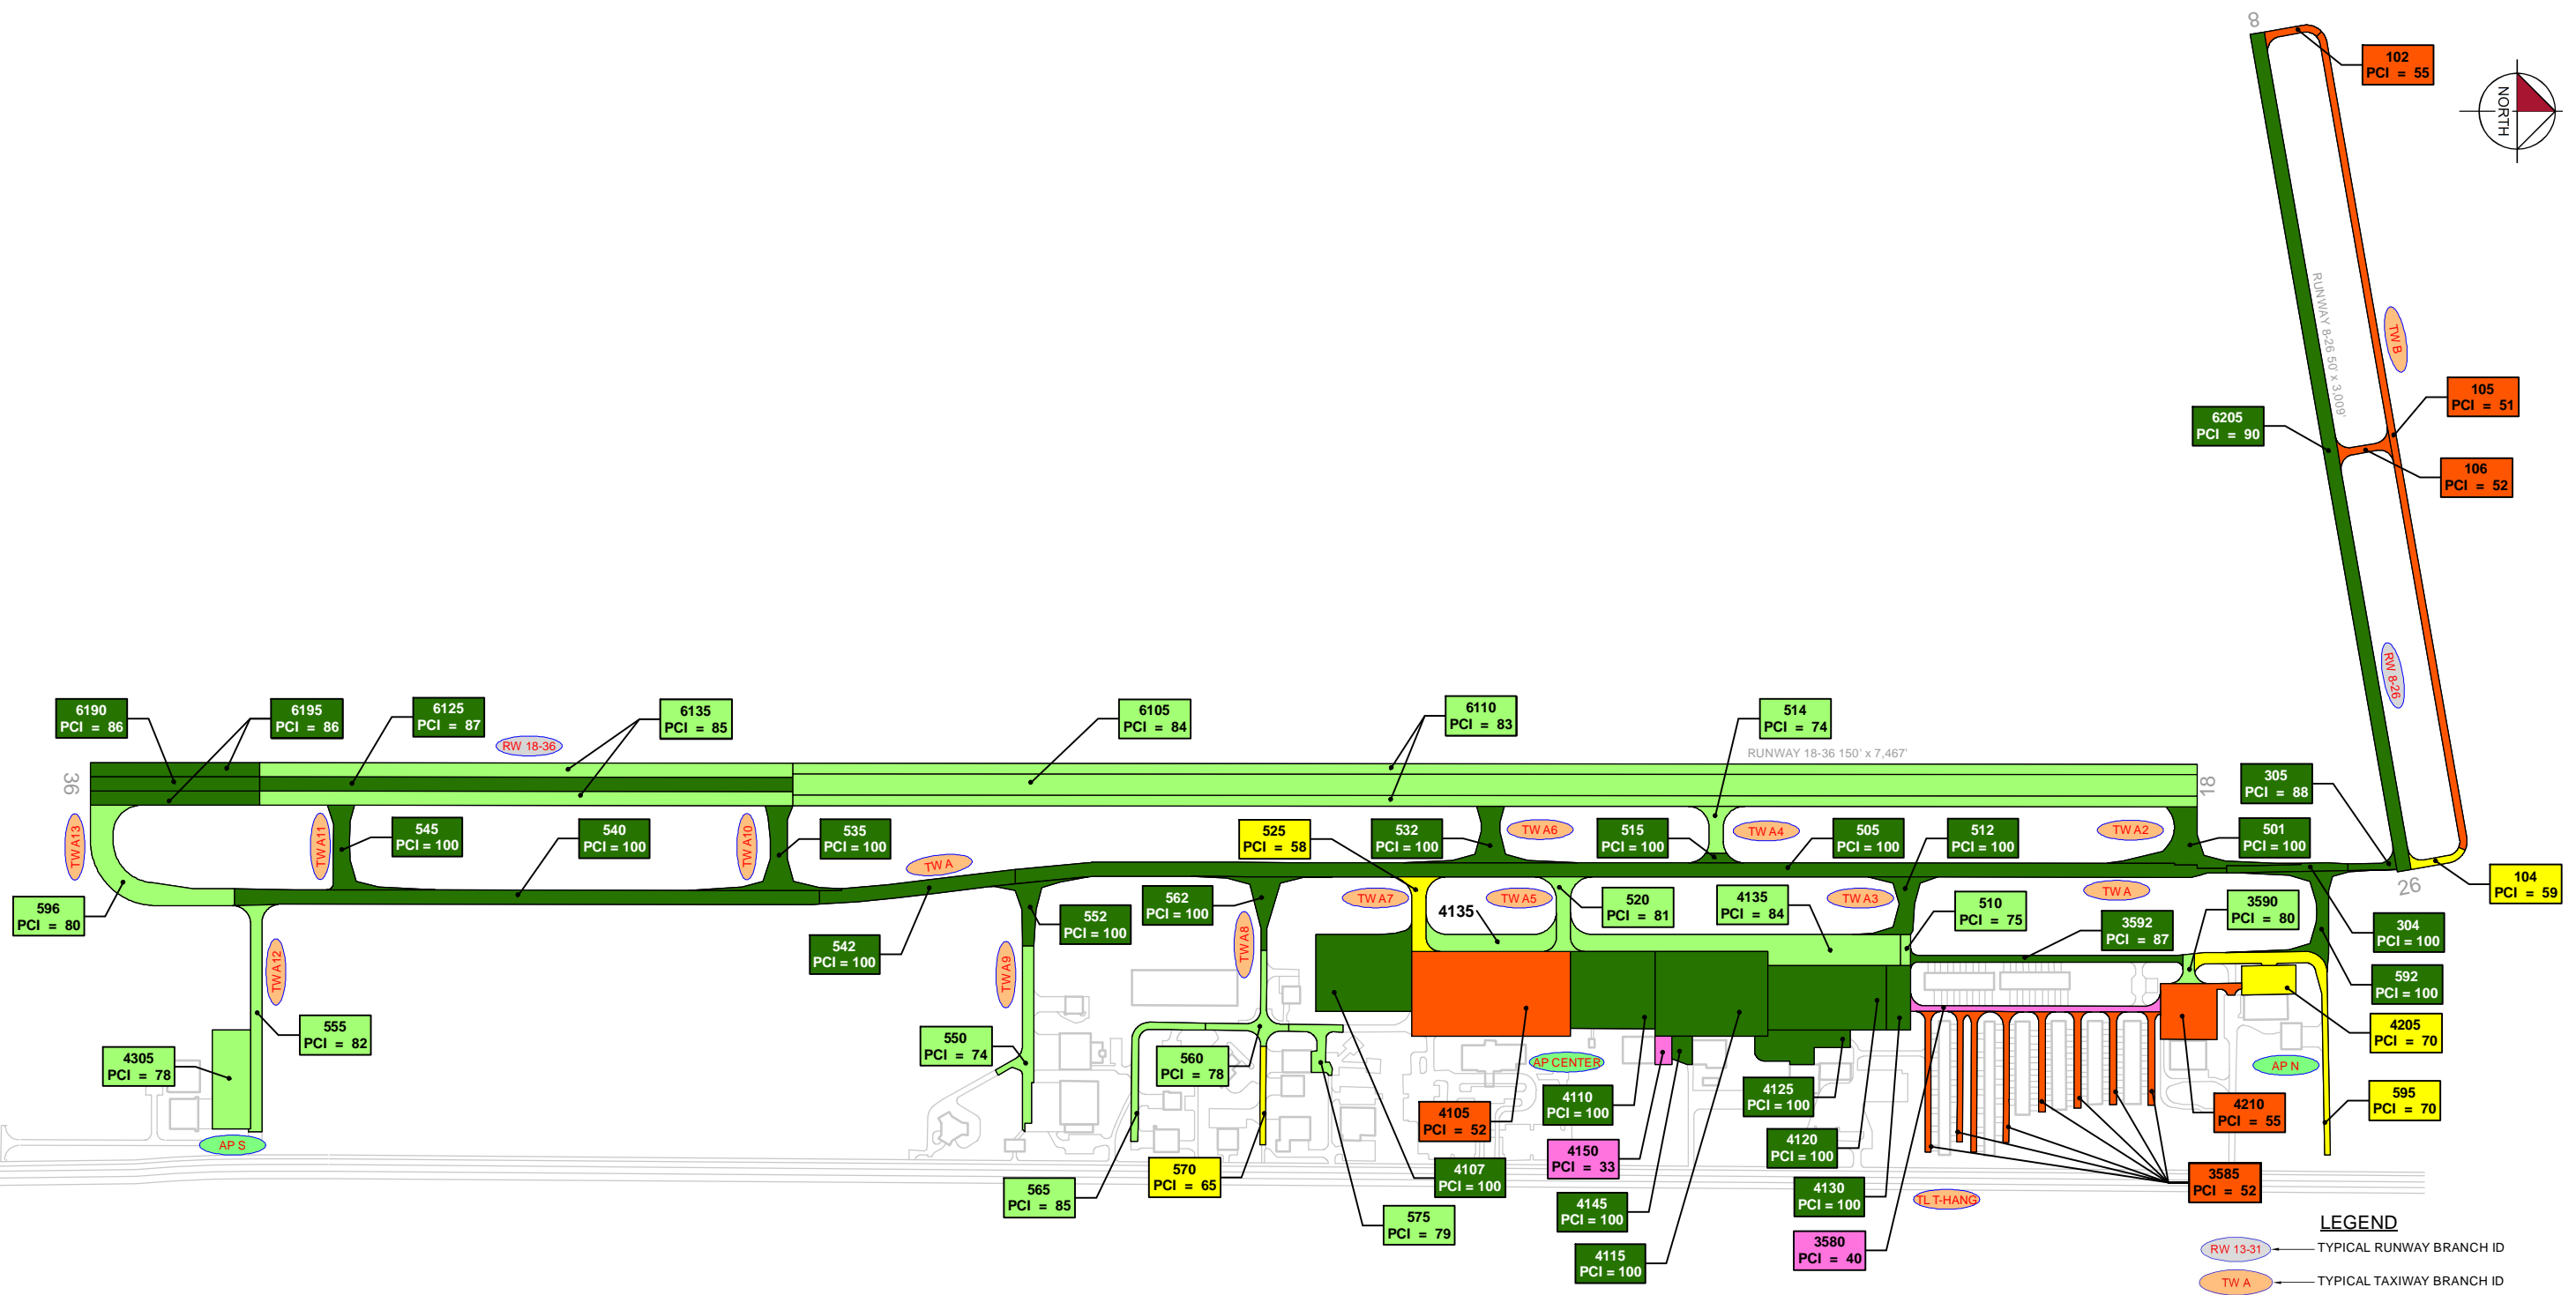 8
102
PCI = 55
NORTH
RUNWAY 8-26 50' x 3,009'
TW B
105
PCI = 51
6205
PCI = 90
106
PCI = 52
RW 8-26
6190
PCI = 86
6195
PCI = 86
6125
PCI = 87
RW 18-36
6135
PCI = 85
6105
PCI = 84
6110
PCI = 83
514
PCI = 74
RUNWAY 18-36 150' x 7,467'
36
18
305
PCI = 88
TW A13
TW A11
545
PCI = 100
540
PCI = 100
TW A10
535
PCI = 100
TW A
525
PCI = 58
532
PCI = 100
TW A6
515
PCI = 100
TW A4
505
PCI = 100
512
PCI = 100
TW A2
501
PCI = 100
26
104
PCI = 59
596
PCI = 80
542
PCI = 100
552
PCI = 100
562
PCI = 100
TW A7
4135
TW A5
520
PCI = 81
4135
PCI = 84
TW A3
510
PCI = 75
TW A
3592
PCI = 87
3590
PCI = 80
304
PCI = 100
TW A12
TW A9
TW A8
592
PCI = 100
555
PCI = 82
4305
PCI = 78
550
PCI = 74
560
PCI = 78
AP CENTER
4205
PCI = 70
AP N
AP S
4105
PCI = 52
4110
PCI = 100
4125
PCI = 100
4210
PCI = 55
595
PCI = 70
4120
PCI = 100
4150
PCI = 33
570
PCI = 65
4107
PCI = 100
565
PCI = 85
575
PCI = 79
4145
PCI = 100
4130
PCI = 100
TL T-HANG
3585
PCI = 52
4115
PCI = 100
3580
PCI = 40
LEGEND
RW 13-31
TYPICAL RUNWAY BRANCH ID
TW A
TYPICAL TAXIWAY BRANCH ID